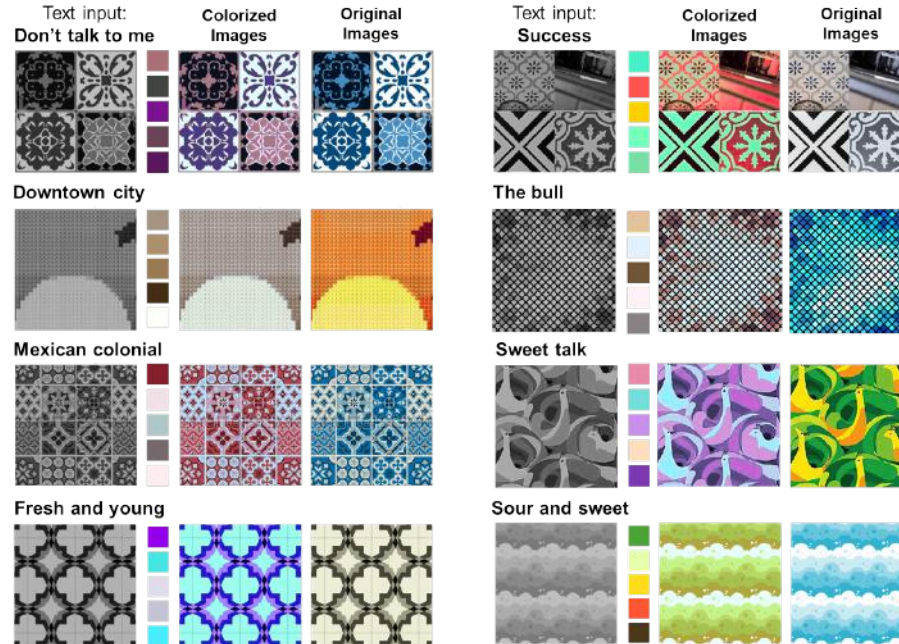 Text input:
Don't talk to me
Colorized
Images
Original
Images
Text input:
Success
Colorized
Images
Original
Images
Downtown city
The bull
Mexican colonial
Sweet talk
Fresh and young
Sour and sweet